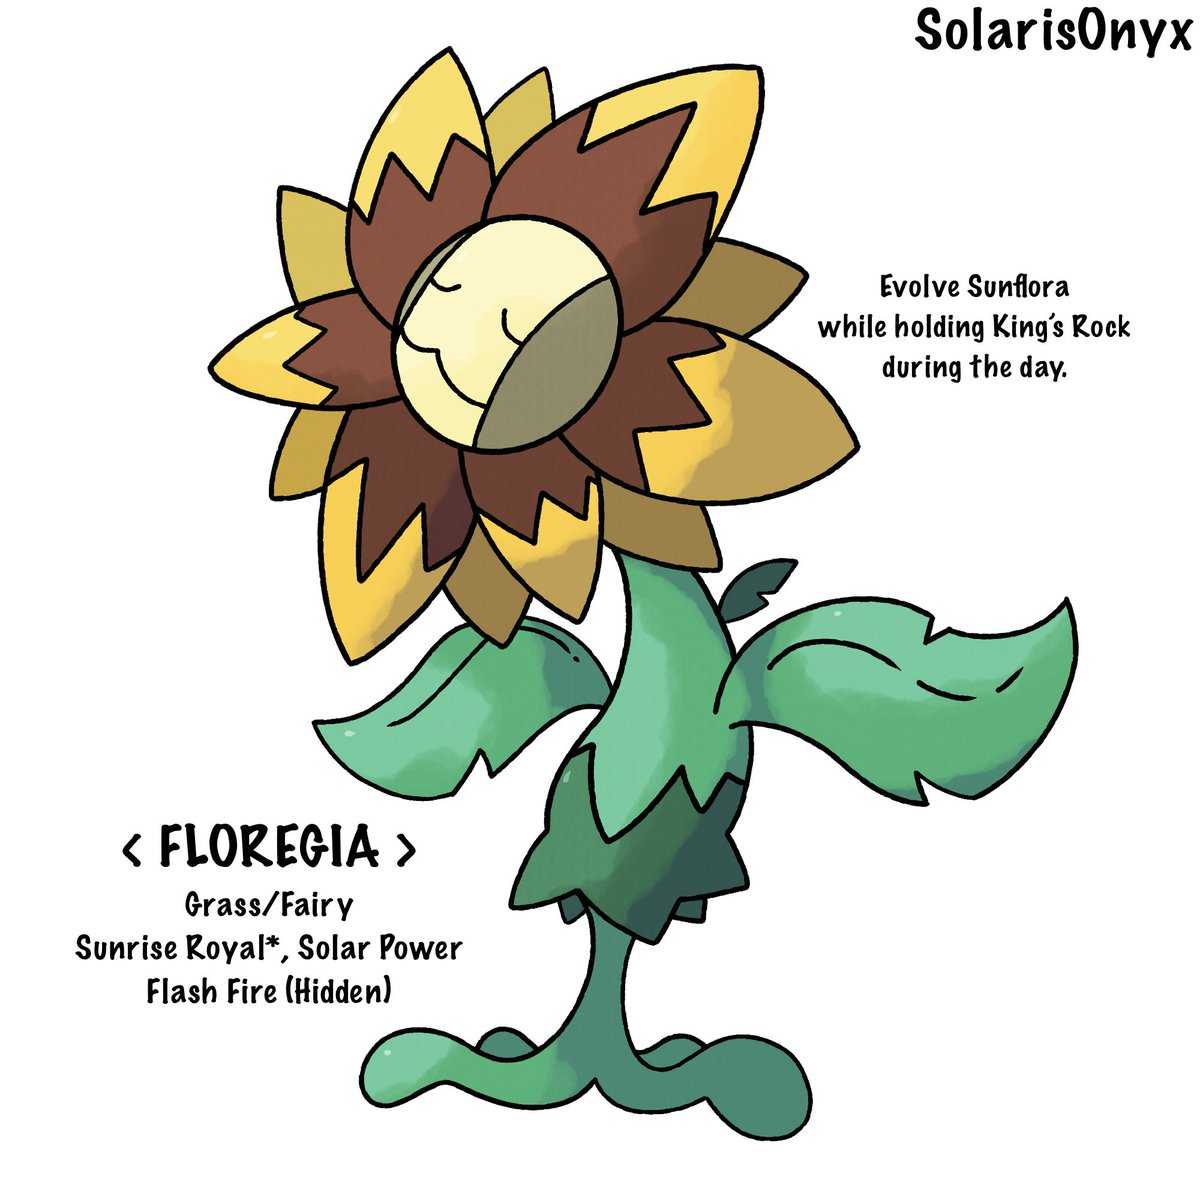 SolarisOnyx
Evolve Sunflora
while holding King's Rock
during the day.
< FLOREGIA >
Grass/Fairy
Sunrise Royal*, Solar Power
Flash Fire (Hidden)